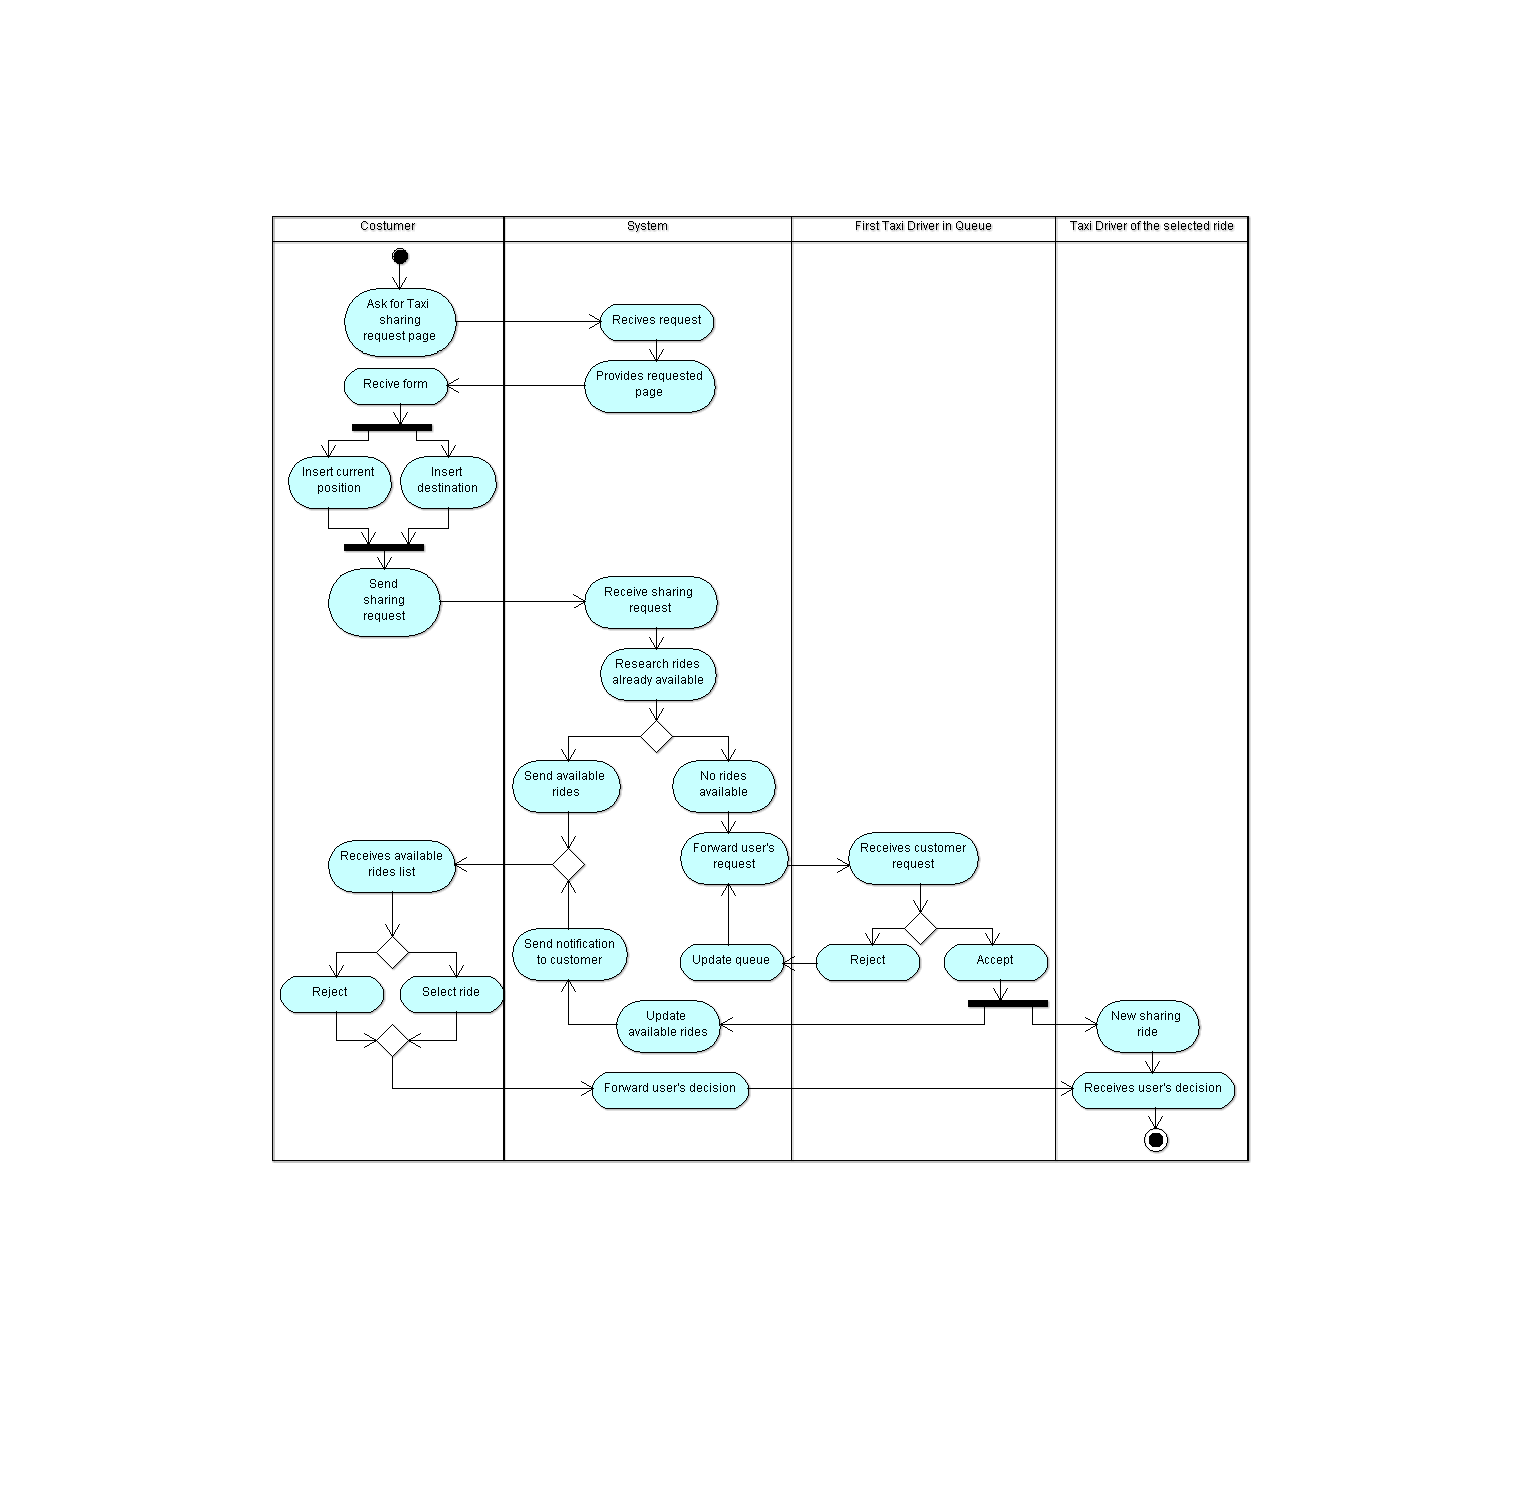 Costumer
System
First Taxi Driver in Queue
Taxi Driver of the selected ride
Ask for Taxi
sharing
request page
Recives request
Recive form
Provides requested
page
Insert current
position
Insert
destination
Send
sharing
request
Receive sharing
request
Research rides
already available
Send available
rides
No rides
available
Receives available
rides list
Forward user's
request
Receives customer
request
Send notification
to customer
Update queue
Reject
Accept
Reject
Select ride
Update
available rides
New sharing
ride
Forward user's decision
Receives user's decision